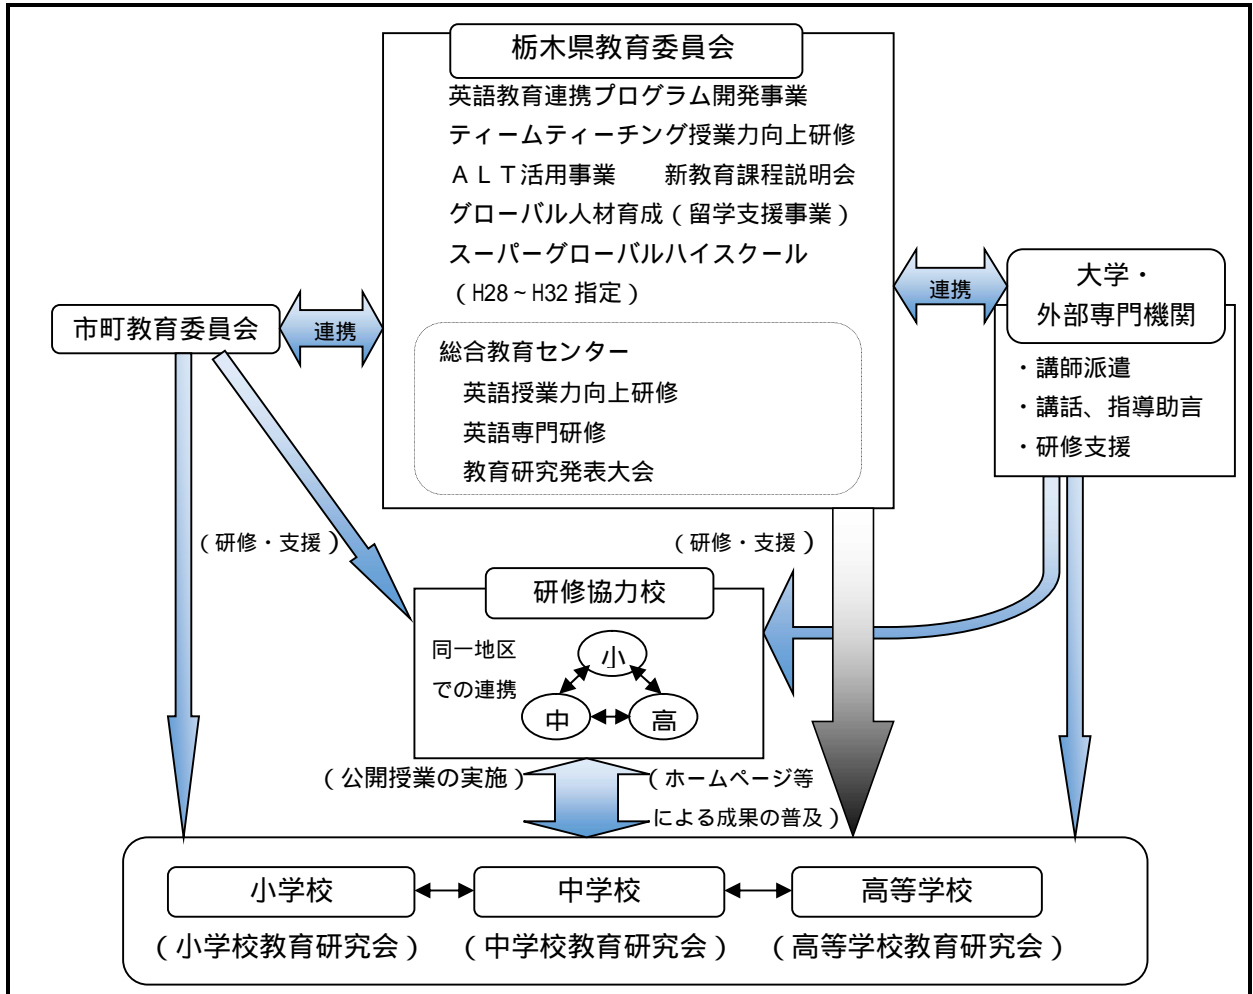 栃木県教育委員会
英語教育連携プログラム開発事業
ティームティーチング授業力向上研修
ＡＬＴ活用事業　　新教育課程説明会
グローバル人材育成（留学支援事業）
スーパーグローバルハイスクール
（H28～H32 指定）
総合教育センター
英語授業力向上研修
英語専門研修
教育研究発表大会
市町教育委員会
連携
連携
大学・
外部専門機関
・講師派遣
・講話、指導助言
・研修支援
（研修・支援）
（研修・支援）
研修協力校
同一地区
での連携
小
中
高
（公開授業の実施）
（ホームページ等
による成果の普及）
小学校
中学校
高等学校
（小学校教育研究会）
（中学校教育研究会）
（高等学校教育研究会）